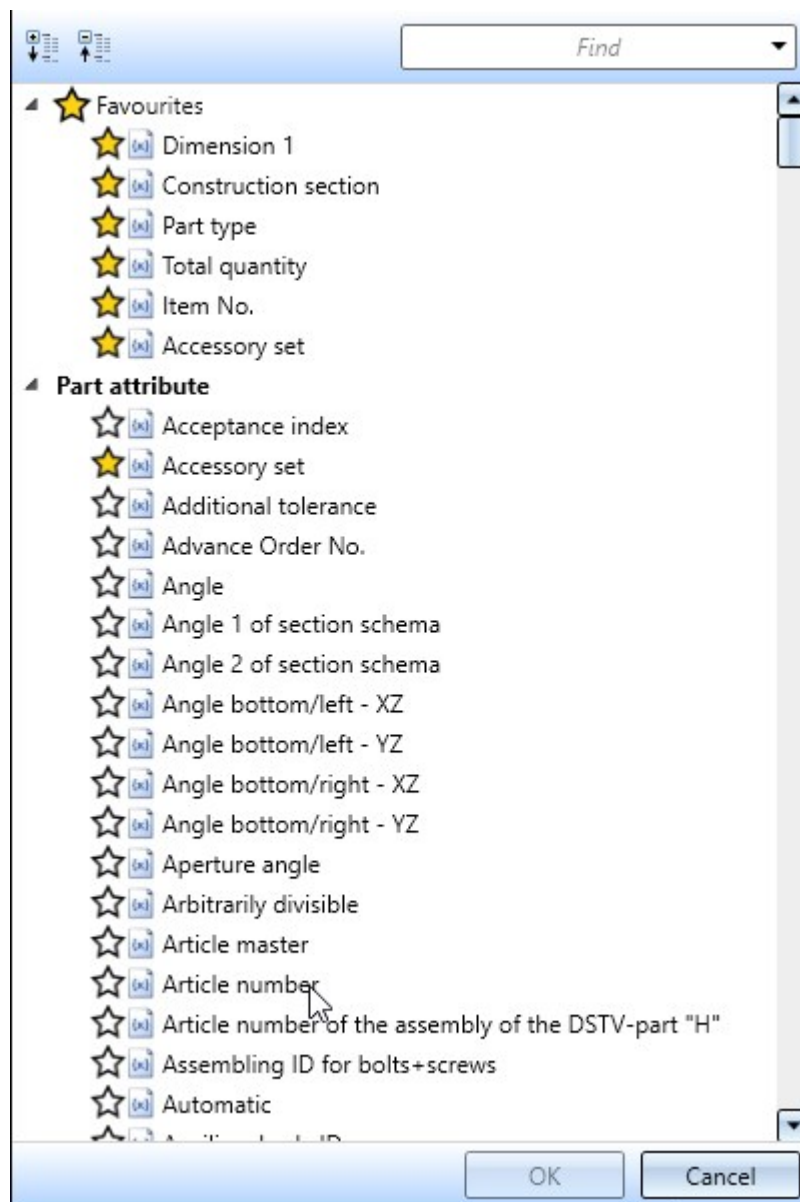 Find
Favourites
Dimension 1
Construction section
Part type
Total quantity
Item No.
Accessory set
Part attribute
Acceptance index
Accessory set
Additional tolerance
Advance Order No.
Angle
Angle 1 of section schema
Angle 2 of section schema
Angle bottom/left - XZ
Angle bottom/left - YZ
Angle bottom/right - XZ
Angle bottom/right - YZ
Aperture angle
Arbitrarily divisible
Article master
Article number
Article number of the assembly of the DSTV-part "H"
Assembling ID for bolts+screws
Automatic
OK Cancel